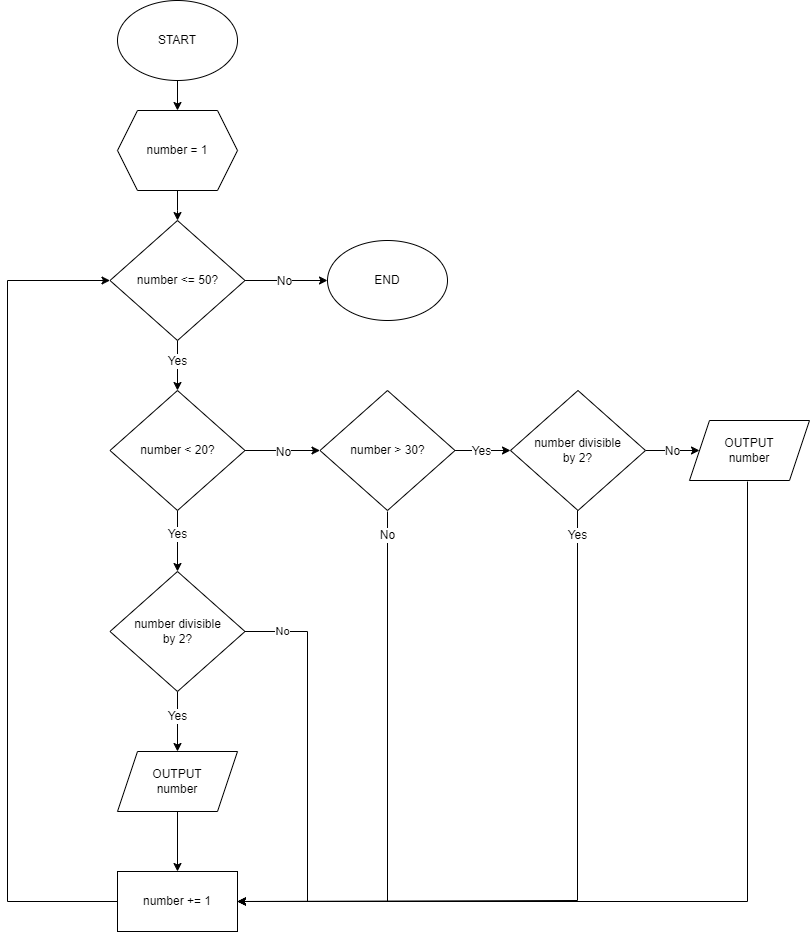 START
number = 1
number <= 50?
No
END
Yes
number < 20?
No
number > 30?
Yes
number divisible
by 2?
No
OUTPUT
number
Yes
No
Yes
number divisible
by 2?
No
Yes
OUTPUT
number
number += 1